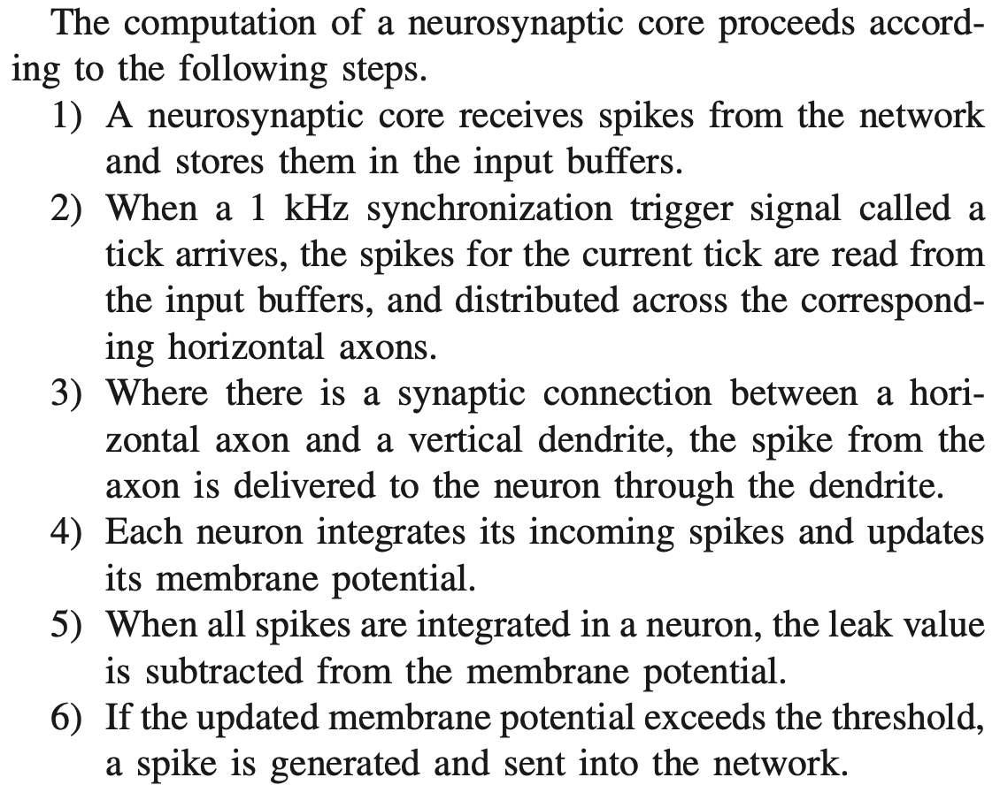 The computation of a neurosynaptic core proceeds accord-
ing to the following steps.
1) A neurosynaptic core receives spikes from the network
and stores them in the input buffers.
2) When a 1 kHz synchronization trigger signal called a
tick arrives, the spikes for the current tick are read from
the input buffers, and distributed across the correspond-
ing horizontal axons.
3) Where there is a synaptic connection between a hori-
zontal axon and a vertical dendrite, the spike from the
axon is delivered to the neuron through the dendrite.
4) Each neuron integrates its incoming spikes and updates
its membrane potential.
5) When all spikes are integrated in a neuron, the leak value
is subtracted from the membrane potential.
6) If the updated membrane potential exceeds the threshold,
a spike is generated and sent into the network.